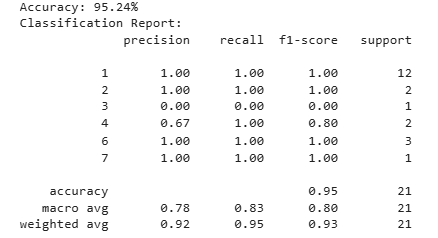 Accuracy: 95.24%
Classification Report:
precision recall f1-score support
1 1.00 1.00 1.00 12
2 1.00 1.00 1.00 2
3 0.00 0.00 0.00 1
4 0.67 1.00 0.80 2
6 1.00 1.00 1.00 3
7 1.00 1.00 1.00 1
accuracy 0.95 21
macro avg 0.78 0.83 0.80 21
weighted avg 0.92 0.95 0.93 21